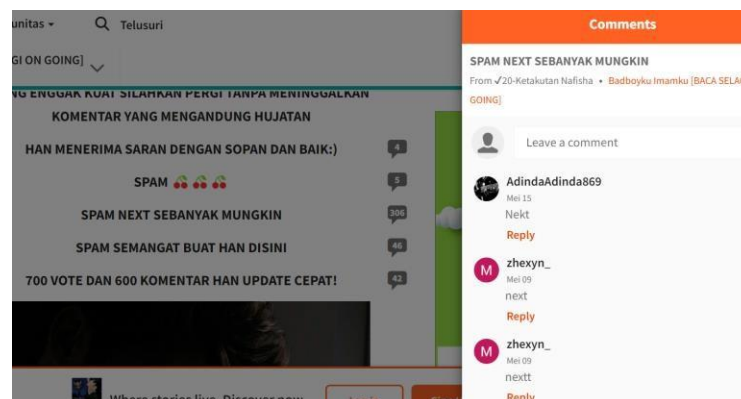 unitas
Telusuri
GI ON GOING]
NG ENGGAK KUAT SILAHKAN PERGI TANPA MENINGGALKAN
KOMENTAR YANG MENGANDUNG HUJATAN
HAN MENERIMA SARAN DENGAN SOPAN DAN BAIK:)
4
SPAM 🍒 🍒 🍒
5
SPAM NEXT SEBANYAK MUNGKIN
306
SPAM SEMANGAT BUAT HAN DISINI
46
700 VOTE DAN 600 KOMENTAR HAN UPDATE CEPAT!
42
Where stories live. Discover now
Comments
SPAM NEXT SEBANYAK MUNGKIN
From ✓20-Ketakutan Nafisha • Badboyku Imamku [BACA SELA
GOING]
Leave a comment
AdindaAdinda869
Mei 15
Nekt
Reply
M
zhexyn_
Mei 09
next
Reply
M
zhexyn_
Mei 09
nextt
Reply